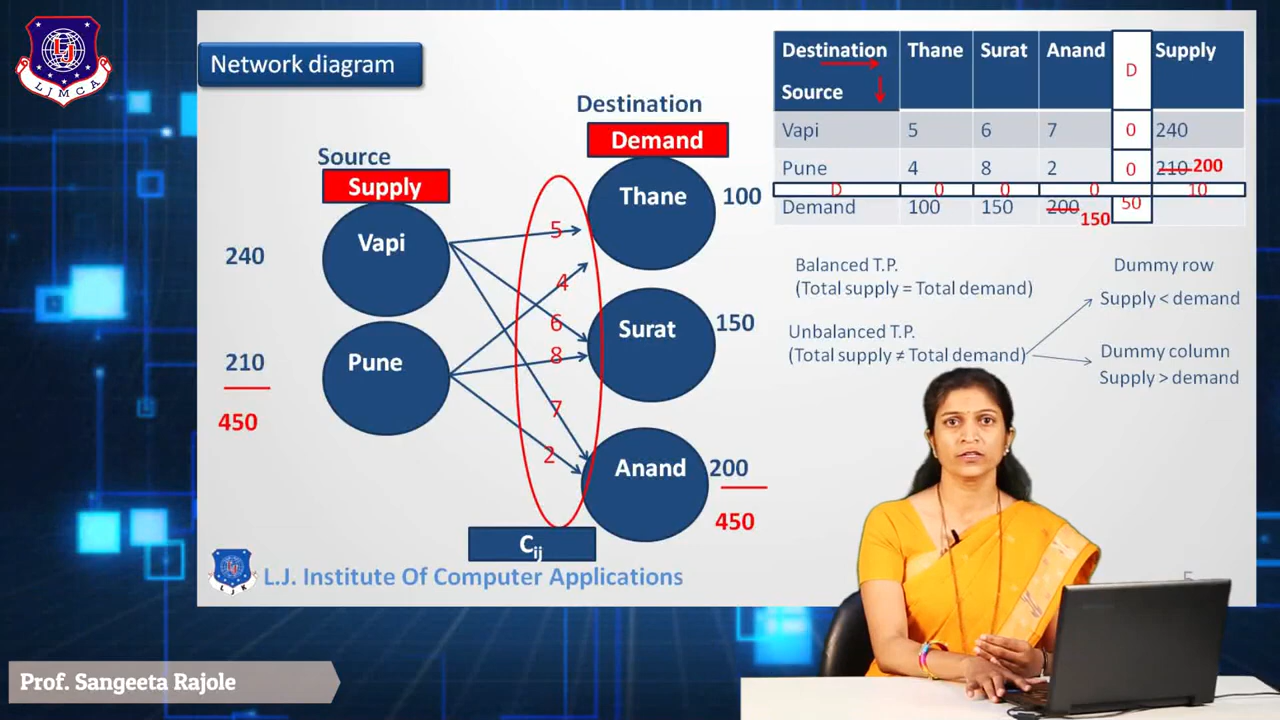 LJ
LJMCA
Network diagram
Destination
Demand
Source
Supply
Thane
100
Vapi
240
5
4
6
8
7
2
Surat
150
Pune
210
450
Anand
200
450
Cij
L.J. Institute Of Computer Applications
Destination Thane Surat Anand D Supply
Source
Vapi 5 6 7 0 240
Pune 4 8 2 0 210 200
D 0 0 0 10
Demand 100 150 200 150 50
Balanced T.P.
(Total supply = Total demand)
Unbalanced T.P.
(Total supply ≠ Total demand)
Dummy row
Supply < demand
Dummy column
Supply > demand
5
Prof. Sangeeta Rajole